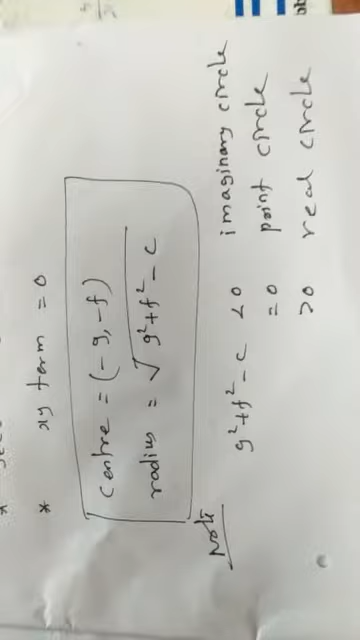 * xy term = 0
Centre = (-g, -f)
radius = √g²+f²-c
Note
g²+f²-c <0 imaginary circle
=0 point circle
>0 real circle